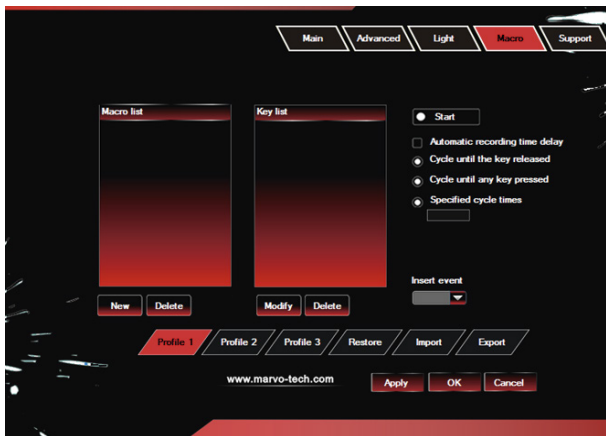 Main Advanced Light Macro Support
Macro list
Key list
Start
Automatic recording time delay
Cycle until the key released
Cycle until any key pressed
Specified cycle times
Insert event
New Delete
Modify Delete
Profile 1 Profile 2 Profile 3 Restore Import Export
www.marvo-tech.com
Apply OK Cancel